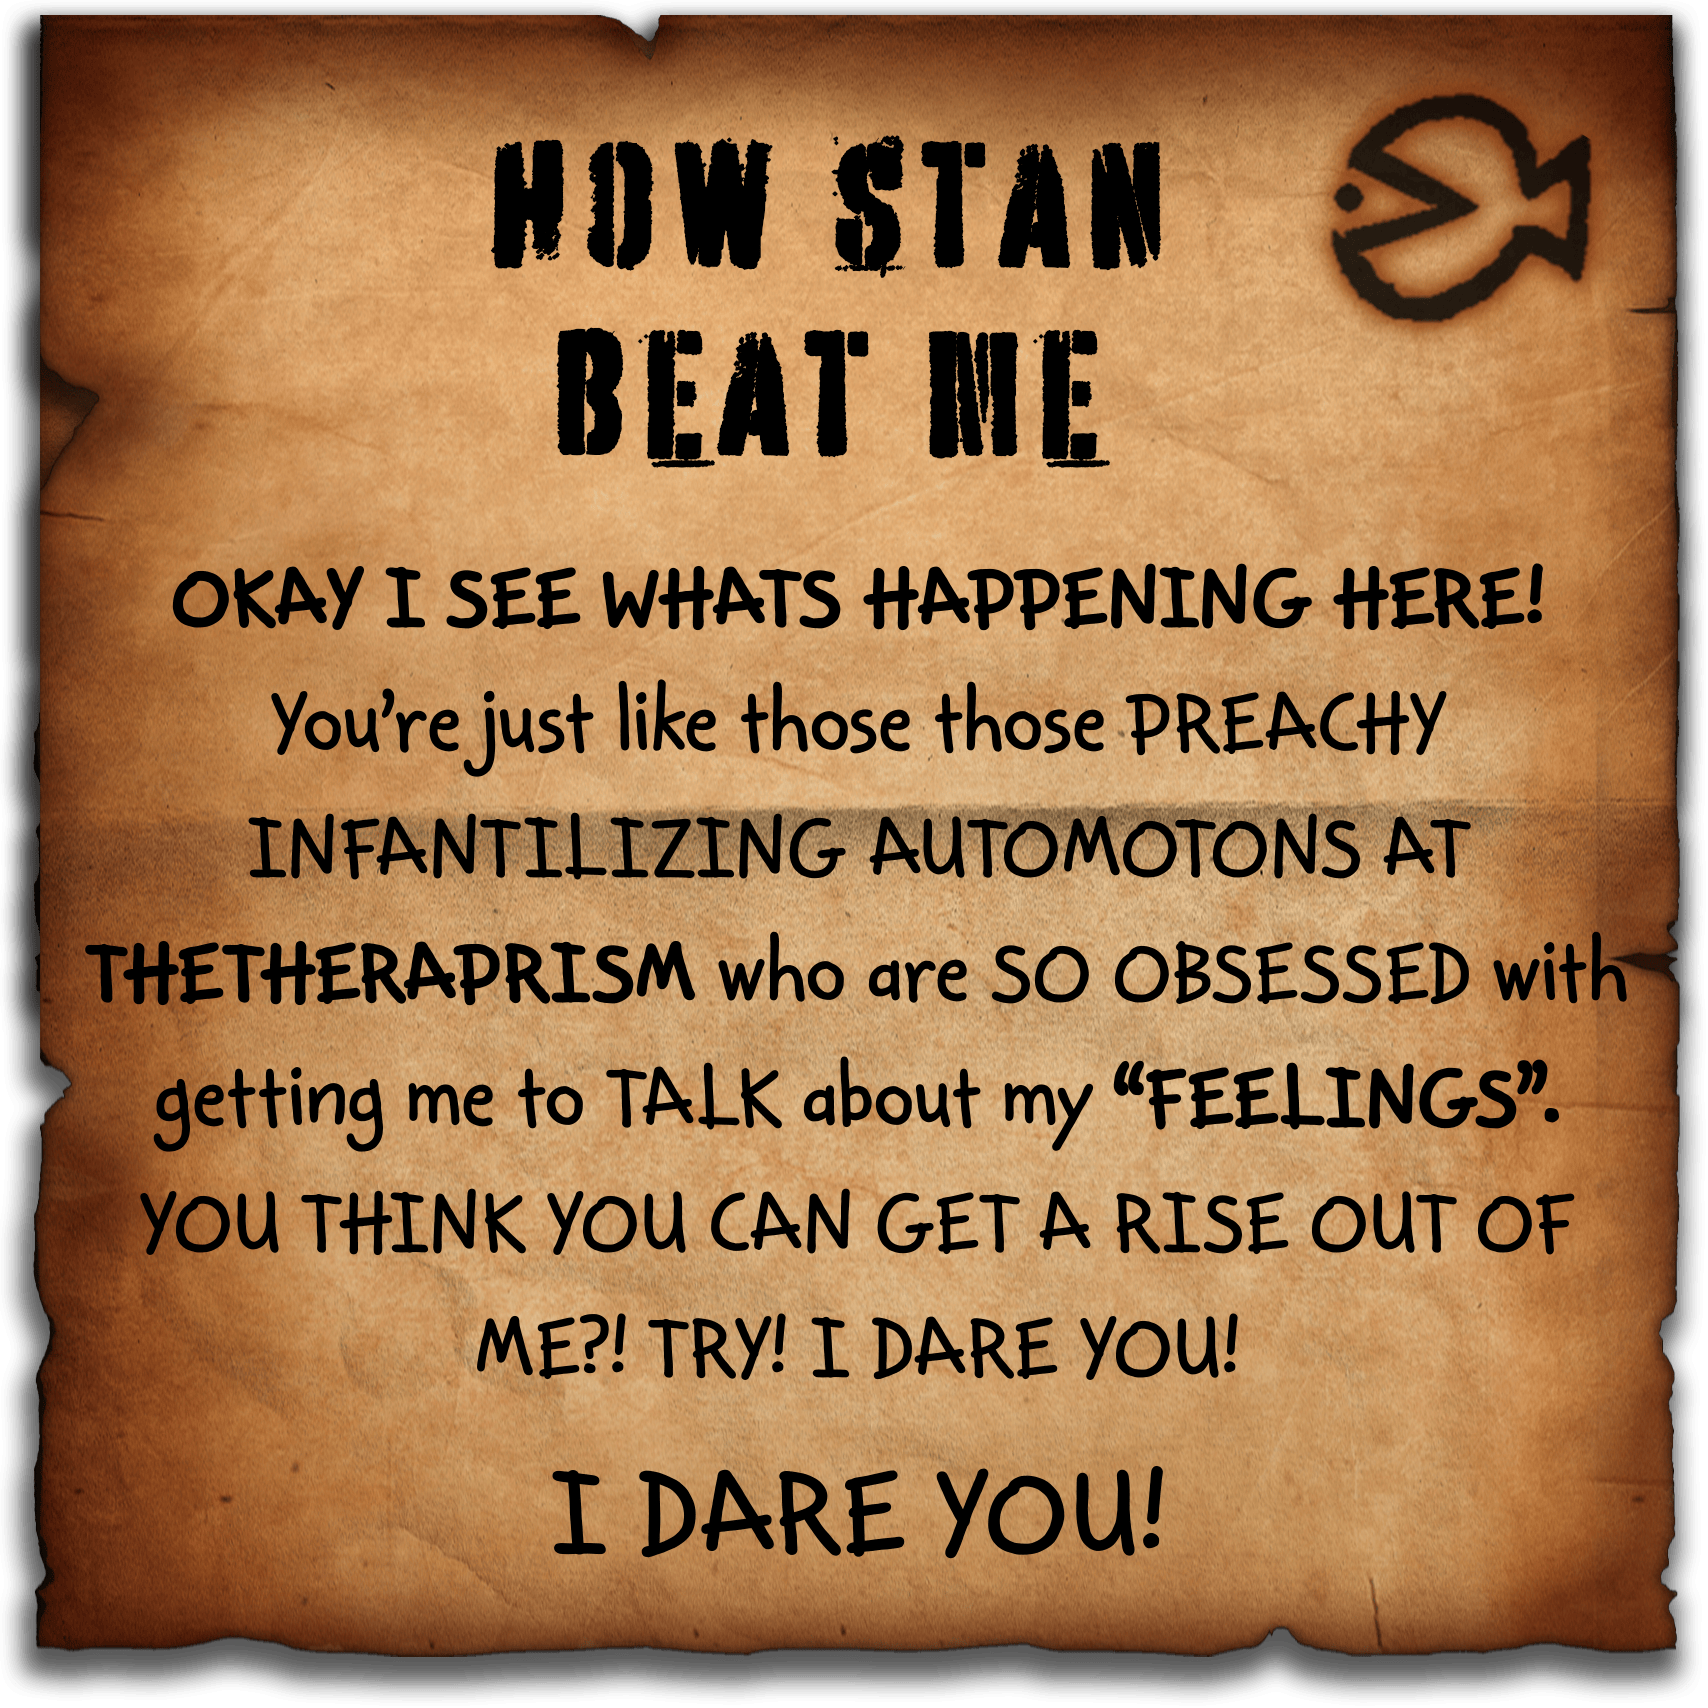 HOW STAN
BEAT ME
OKAY I SEE WHATS HAPPENING HERE!
You're just like those those PREACHY
INFANTILIZING AUTOMOTONS AT
THETHERAPRISM who are SO OBSESSED with
getting me to TALK about my “FEELINGS”.
YOU THINK YOU CAN GET A RISE OUT OF
ME?! TRY! I DARE YOU!
I DARE YOU!